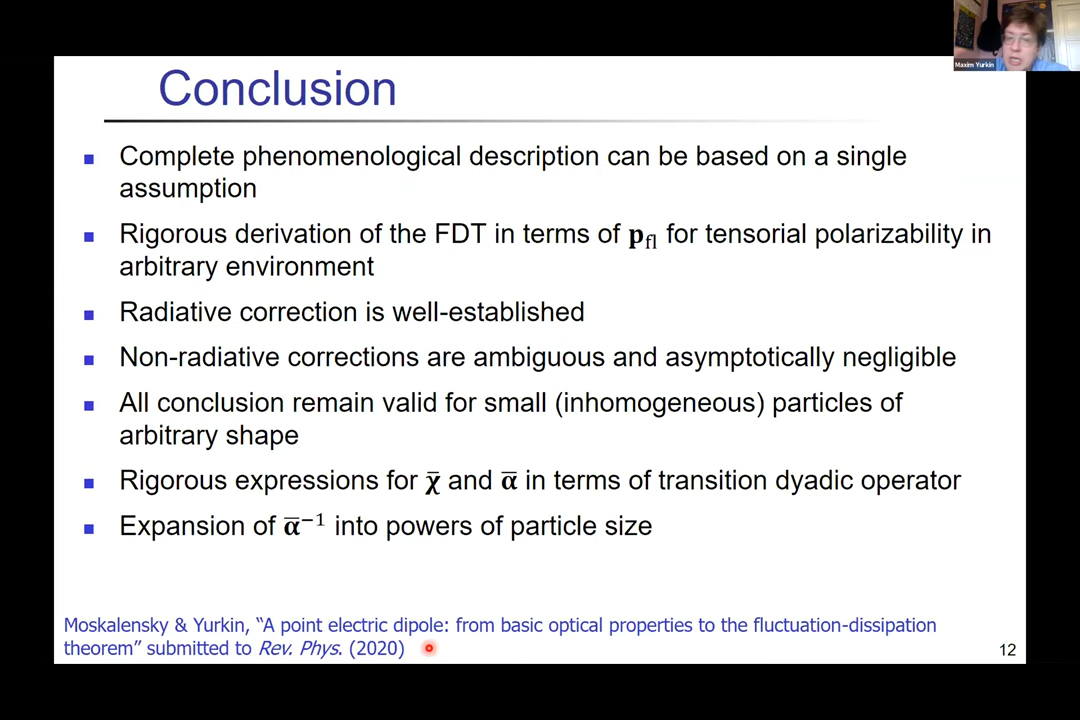 Maxim Yurkin
Conclusion
Complete phenomenological description can be based on a single
assumption
Rigorous derivation of the FDT in terms of 𝐩fl for tensorial polarizability in
arbitrary environment
Radiative correction is well-established
Non-radiative corrections are ambiguous and asymptotically negligible
All conclusion remain valid for small (inhomogeneous) particles of
arbitrary shape
Rigorous expressions for 𝛘̅ and 𝛂̅ in terms of transition dyadic operator
Expansion of 𝛂̅⁻¹ into powers of particle size
Moskalensky & Yurkin, “A point electric dipole: from basic optical properties to the fluctuation-dissipation
theorem” submitted to Rev. Phys. (2020)
12